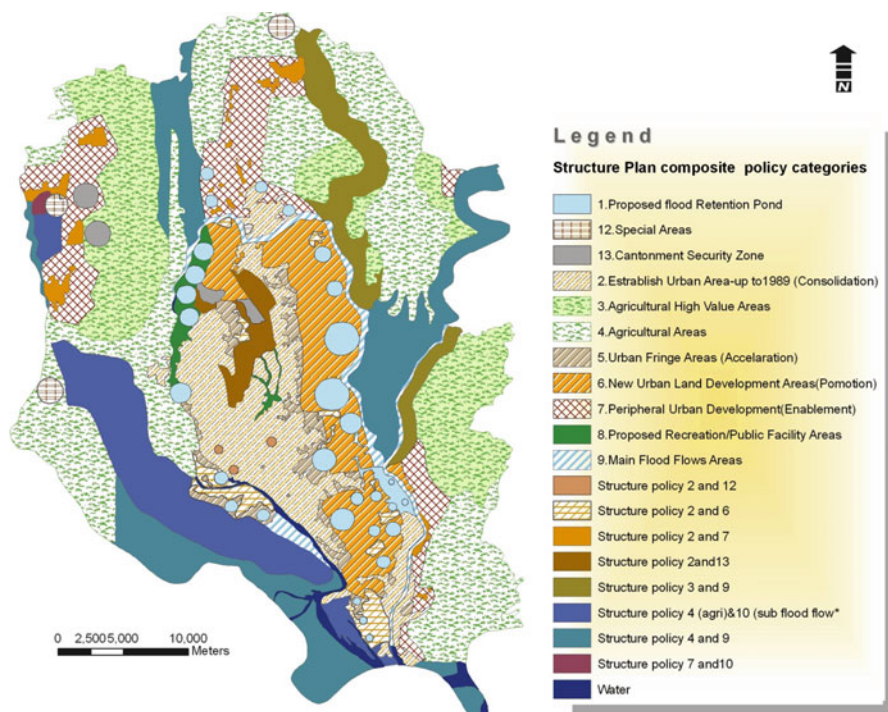 N
Legend
Structure Plan composite policy categories
1.Proposed flood Retention Pond
12.Special Areas
13.Cantonment Security Zone
2.Establish Urban Area-up to1989 (Consolidation)
3.Agricultural High Value Areas
4.Agricultural Areas
5.Urban Fringe Areas (Accelaration)
6.New Urban Land Development Areas(Pomotion)
7.Peripheral Urban Development(Enablement)
8.Proposed Recreation/Public Facility Areas
9.Main Flood Flows Areas
Structure policy 2 and 12
Structure policy 2 and 6
Structure policy 2 and 7
Structure policy 2and13
Structure policy 3 and 9
Structure policy 4 (agri)&10 (sub flood flow*
Structure policy 4 and 9
Structure policy 7 and10
Water
0 2,5005,000 10,000
Meters